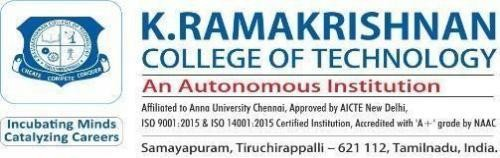 K.RAMAKRISHNAN
COLLEGE OF TECHNOLOGY
An Autonomous Institution
Affiliated to Anna University Chennai, Approved by AICTE New Delhi,
ISO 9001:2015 & ISO 14001:2015 Certified Institution, Accredited with 'A+' grade by NAAC
Samayapuram, Tiruchirappalli – 621 112, Tamilnadu, India.
CREATE COMPETE CONQUER
Incubating Minds
Catalyzing Careers